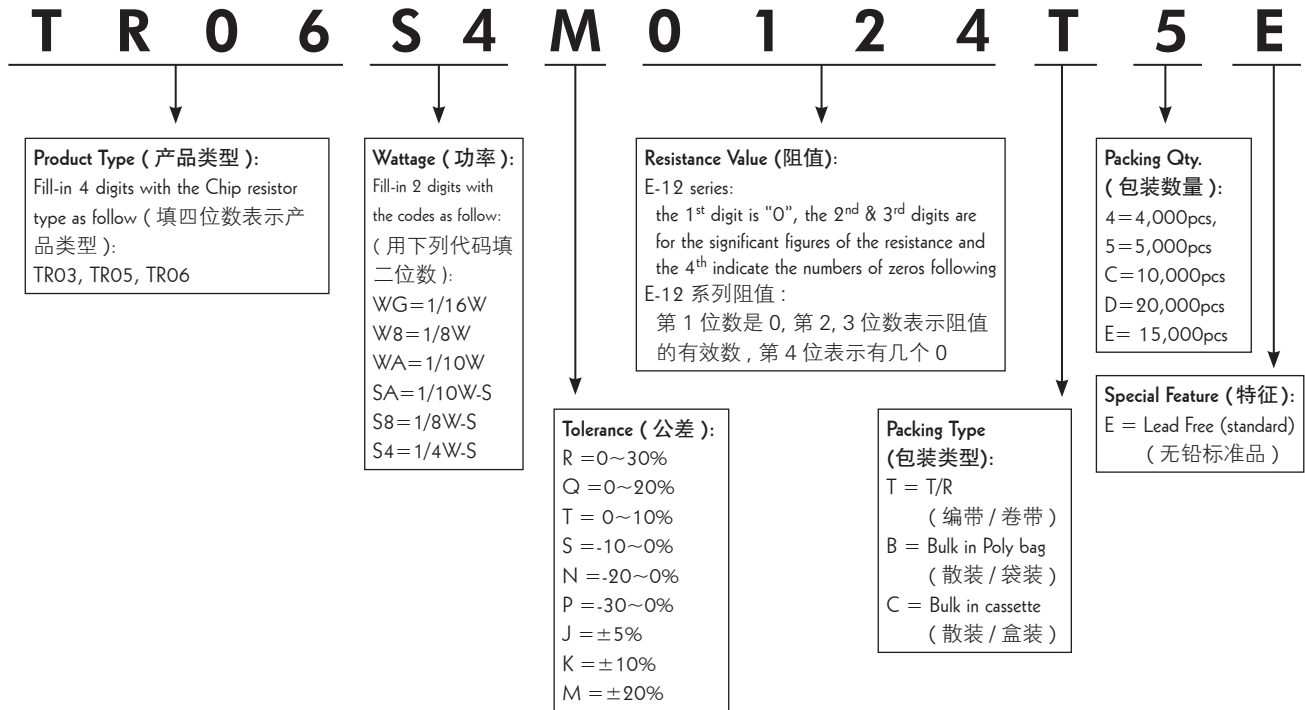 T R 0 6 S 4 M 0 1 2 4 T 5 E
Product Type ( 产品类型 ):
Fill-in 4 digits with the Chip resistor
type as follow ( 填四位数表示产
品类型 ):
TR03, TR05, TR06
Wattage ( 功率 ):
Fill-in 2 digits with
the codes as follow:
( 用下列代码填
二位数 ):
WG=1/16W
W8=1/8W
WA=1/10W
SA=1/10W-S
S8=1/8W-S
S4=1/4W-S
Tolerance ( 公差 ):
R =0~30%
Q =0~20%
T = 0~10%
S =-10~0%
N =-20~0%
P =-30~0%
J =±5%
K =±10%
M =±20%
Resistance Value (阻值):
E-12 series:
the 1st digit is “0”, the 2nd & 3rd digits are
for the significant figures of the resistance and
the 4th indicate the numbers of zeros following
E-12 系列阻值 :
第 1 位数是 0, 第 2, 3 位数表示阻值
的有效数 , 第 4 位表示有几个 0
Packing Type
(包装类型):
T = T/R
( 编带 / 卷带 )
B = Bulk in Poly bag
( 散装 / 袋装 )
C = Bulk in cassette
( 散装 / 盒装 )
Packing Qty.
( 包装数量 ):
4=4,000pcs,
5=5,000pcs
C=10,000pcs
D=20,000pcs
E= 15,000pcs
Special Feature ( 特征 ):
E = Lead Free (standard)
( 无铅标准品 )